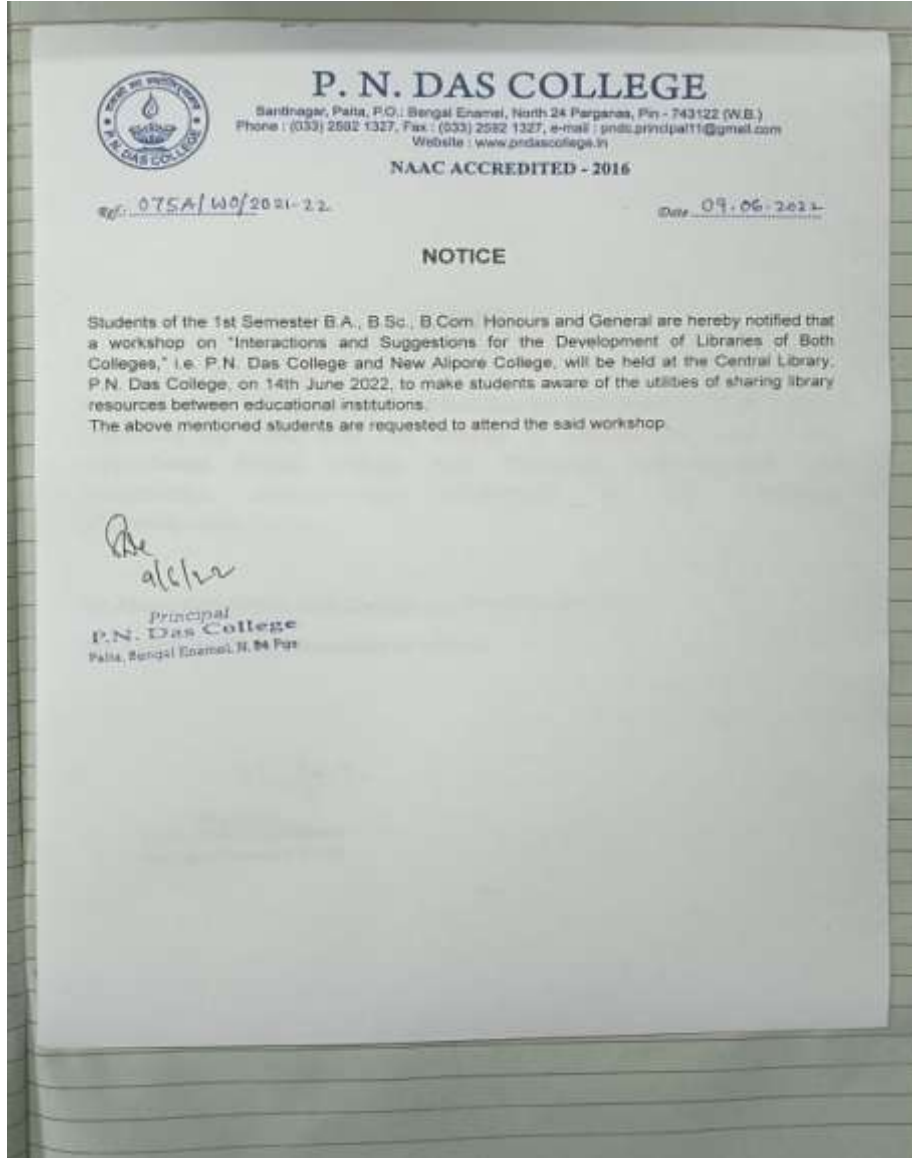 P. N. DAS COLLEGE
Santinagar, Palta, P.O.: Bengal Enamel, North 24 Parganas, Pin - 743122 (W.B.)
Phone : (033) 2592 1327, Fax : (033) 2592 1327, e-mail : pndc.principal11@gmail.com
Website : www.pndascollege.in
NAAC ACCREDITED - 2016
P. N. DAS COLLEGE
Ref.: 075A/WO/2021-22
Date 09.06.2022
NOTICE
Students of the 1st Semester B.A., B.Sc., B.Com. Honours and General are hereby notified that
a workshop on "Interactions and Suggestions for the Development of Libraries of Both
Colleges," i.e. P.N. Das College and New Alipore College, will be held at the Central Library,
P.N. Das College, on 14th June 2022, to make students aware of the utilities of sharing library
resources between educational institutions.
The above mentioned students are requested to attend the said workshop.
9/6/22
Principal
P.N. Das College
Palta, Bengal Enamel, N. 24 Pgs